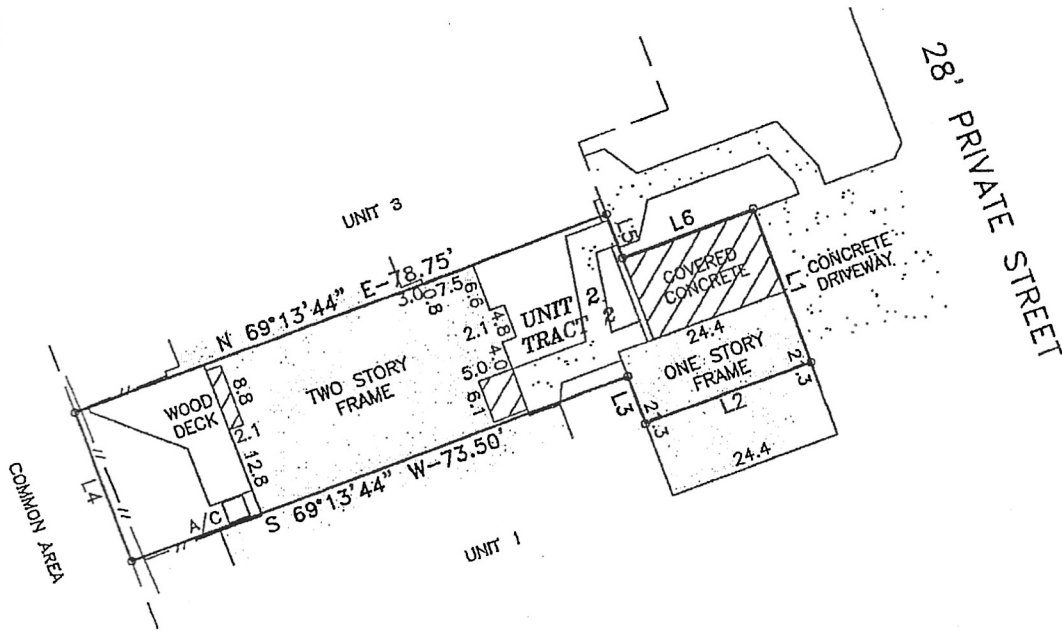 28' PRIVATE STREET
UNIT 3
N 69°13'44" E-78.75'
L5
L6
COVERED
CONCRETE
L1
CONCRETE
DRIVEWAY
3.0
0.8
7.5
6.6
4.8
2.1
4.0
5.0
6.1
UNIT
TRACT
2.2
24.4
ONE STORY
FRAME
21.3
L2
L3
21.3
24.4
TWO STORY
FRAME
WOOD
DECK
8.8
2.1
12.8
A/C
L4
COMMON AREA
S 69°13'44" W-73.50'
UNIT 1